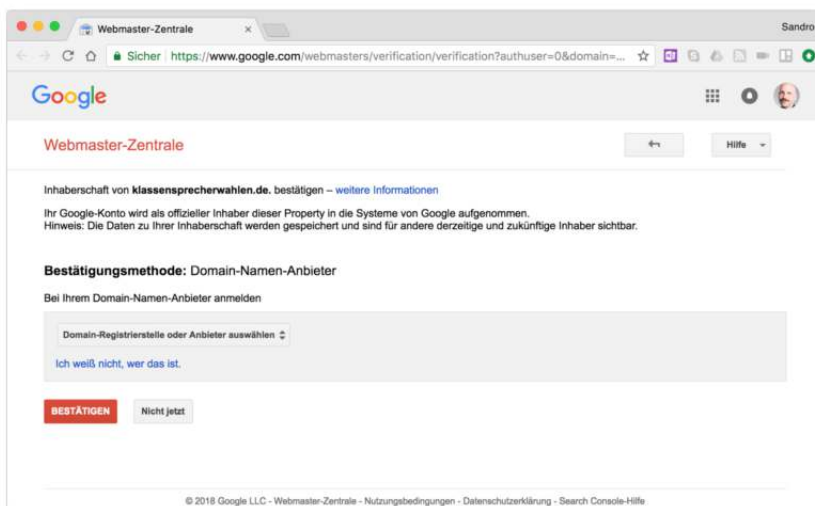 Webmaster-Zentrale
Sandro
Sicher https://www.google.com/webmasters/verification/verification?authuser=0&domain=...
Google
Webmaster-Zentrale
Hilfe
Inhaberschaft von klassensprecherwahlen.de. bestätigen – weitere Informationen
Ihr Google-Konto wird als offizieller Inhaber dieser Property in die Systeme von Google aufgenommen.
Hinweis: Die Daten zu Ihrer Inhaberschaft werden gespeichert und sind für andere derzeitige und zukünftige Inhaber sichtbar.
Bestätigungsmethode: Domain-Namen-Anbieter
Bei Ihrem Domain-Namen-Anbieter anmelden
Domain-Registrierstelle oder Anbieter auswählen
Ich weiß nicht, wer das ist.
BESTÄTIGEN Nicht jetzt
© 2018 Google LLC - Webmaster-Zentrale - Nutzungsbedingungen - Datenschutzerklärung - Search Console-Hilfe